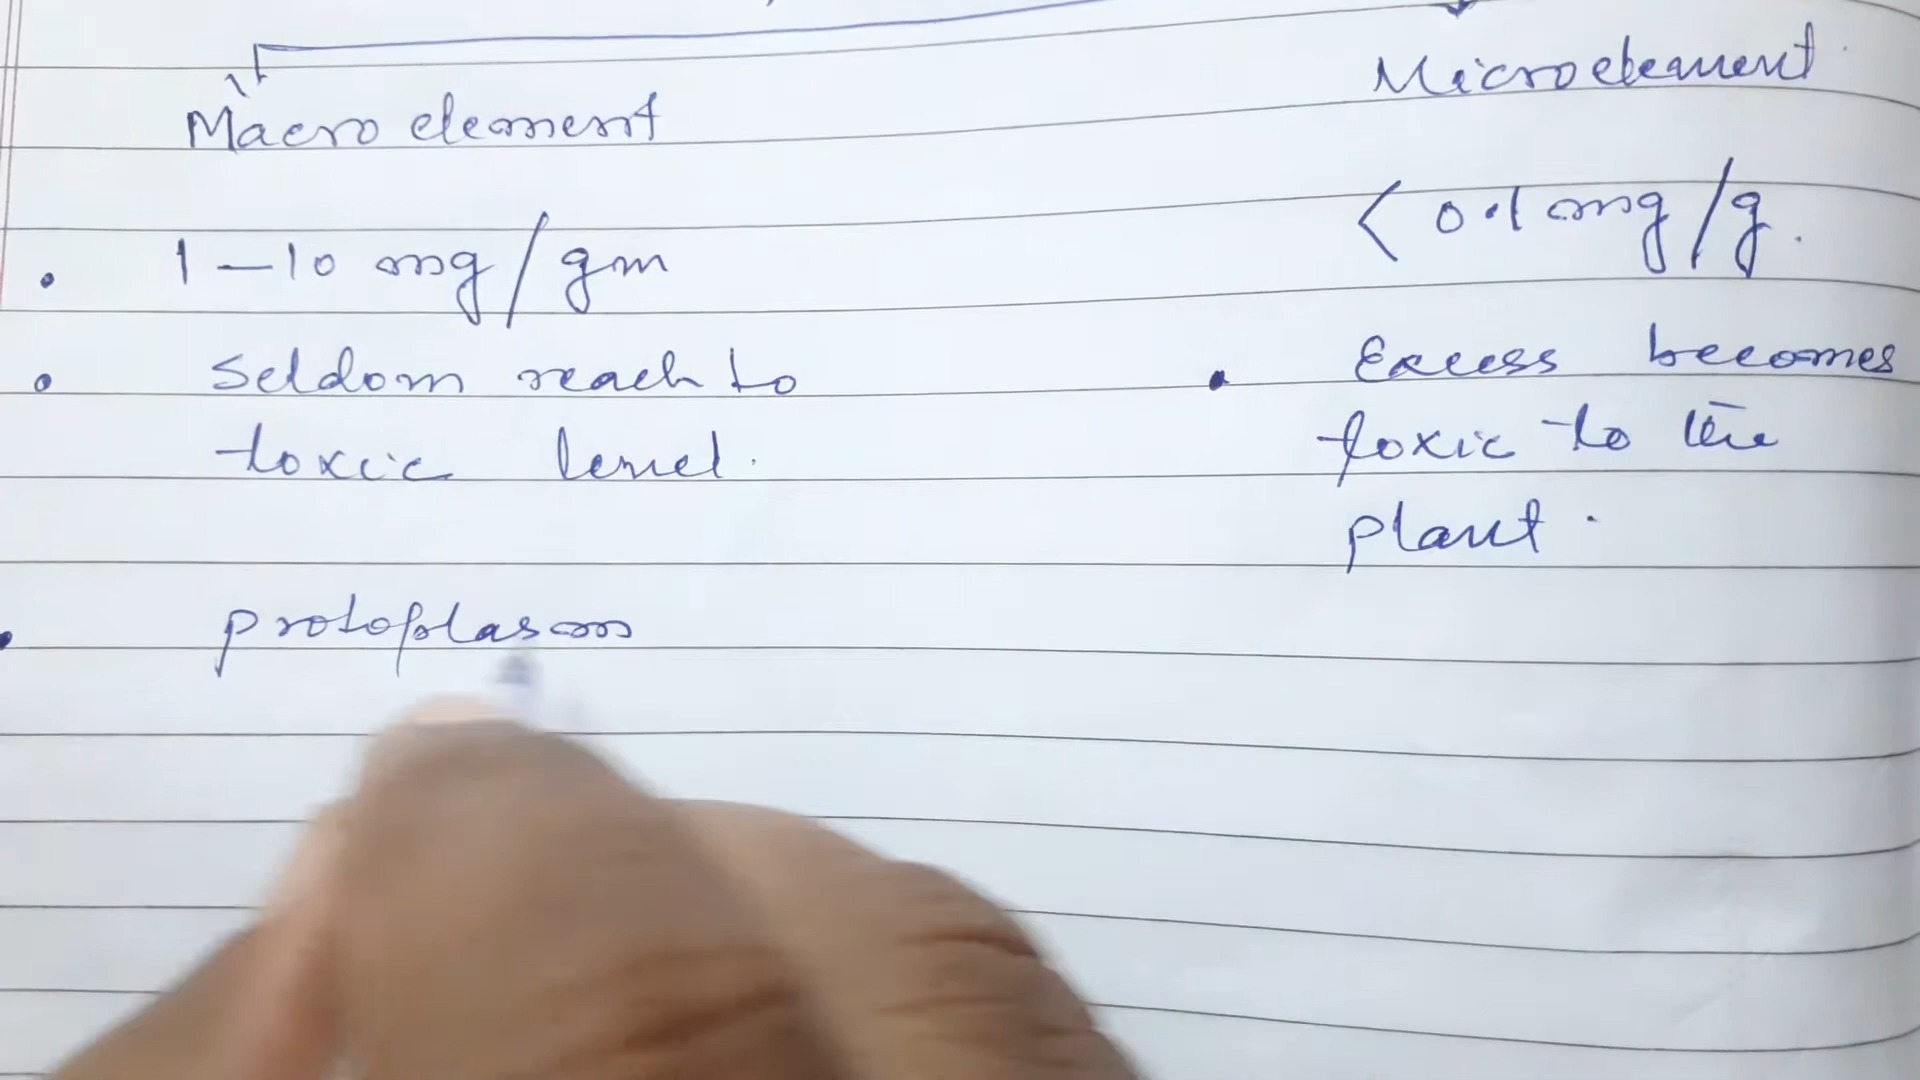 Macro element
Microelement
1-10 mg/gm
< 0.1 mg/g.
Seldom reach to
toxic level.
Excess becomes
toxic to the
plant.
protoplasm